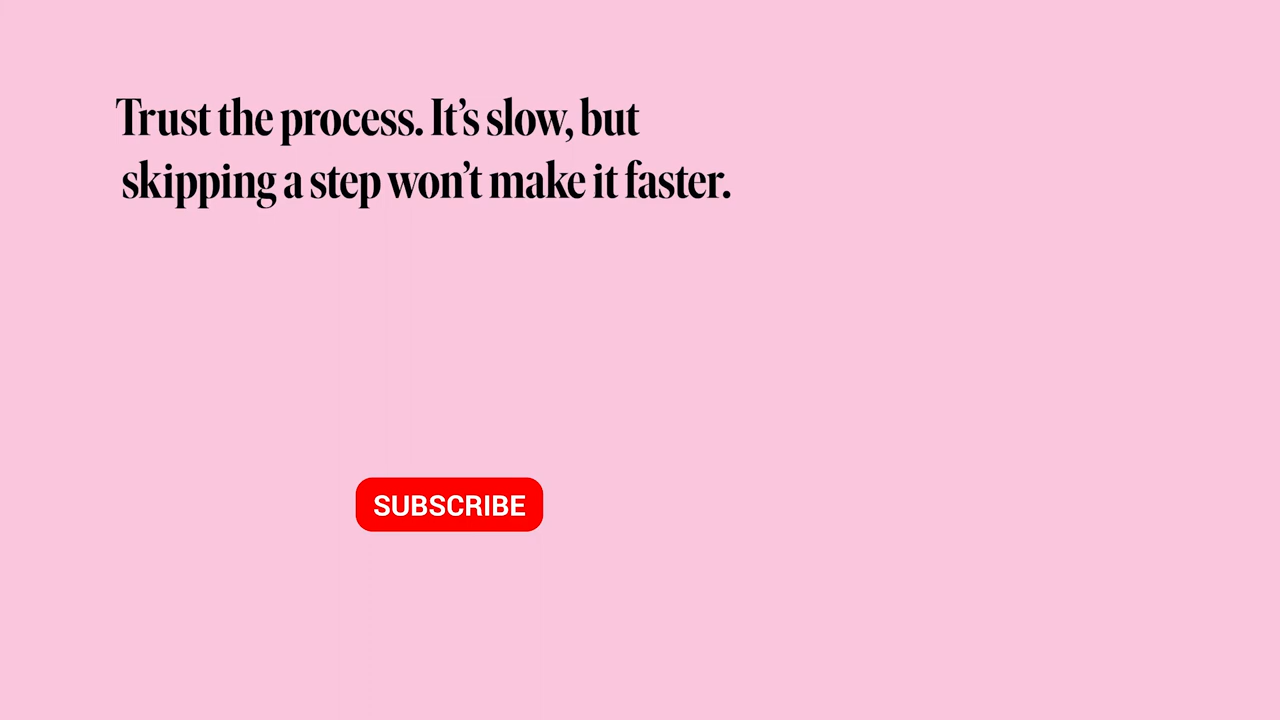 Trust the process. It’s slow, but
skipping a step won’t make it faster.
SUBSCRIBE